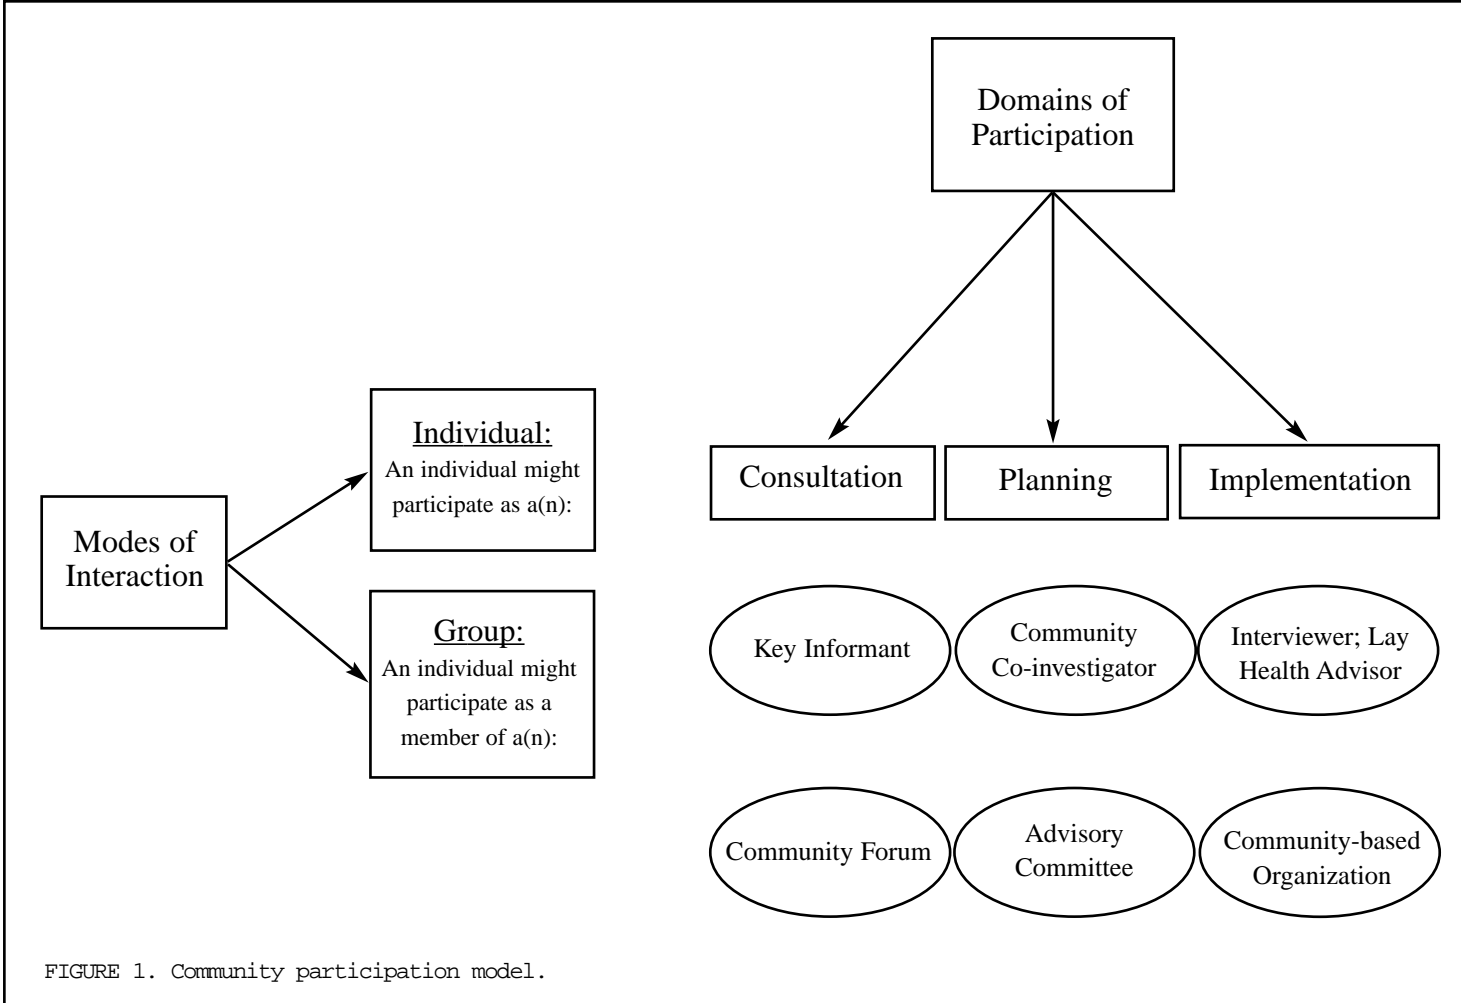 Domains of
Participation
Consultation
Planning
Implementation
Modes of
Interaction
Individual:
An individual might
participate as a(n):
Key Informant
Community
Co-investigator
Interviewer; Lay
Health Advisor
Group:
An individual might
participate as a
member of a(n):
Community Forum
Advisory
Committee
Community-based
Organization
FIGURE 1. Community participation model.